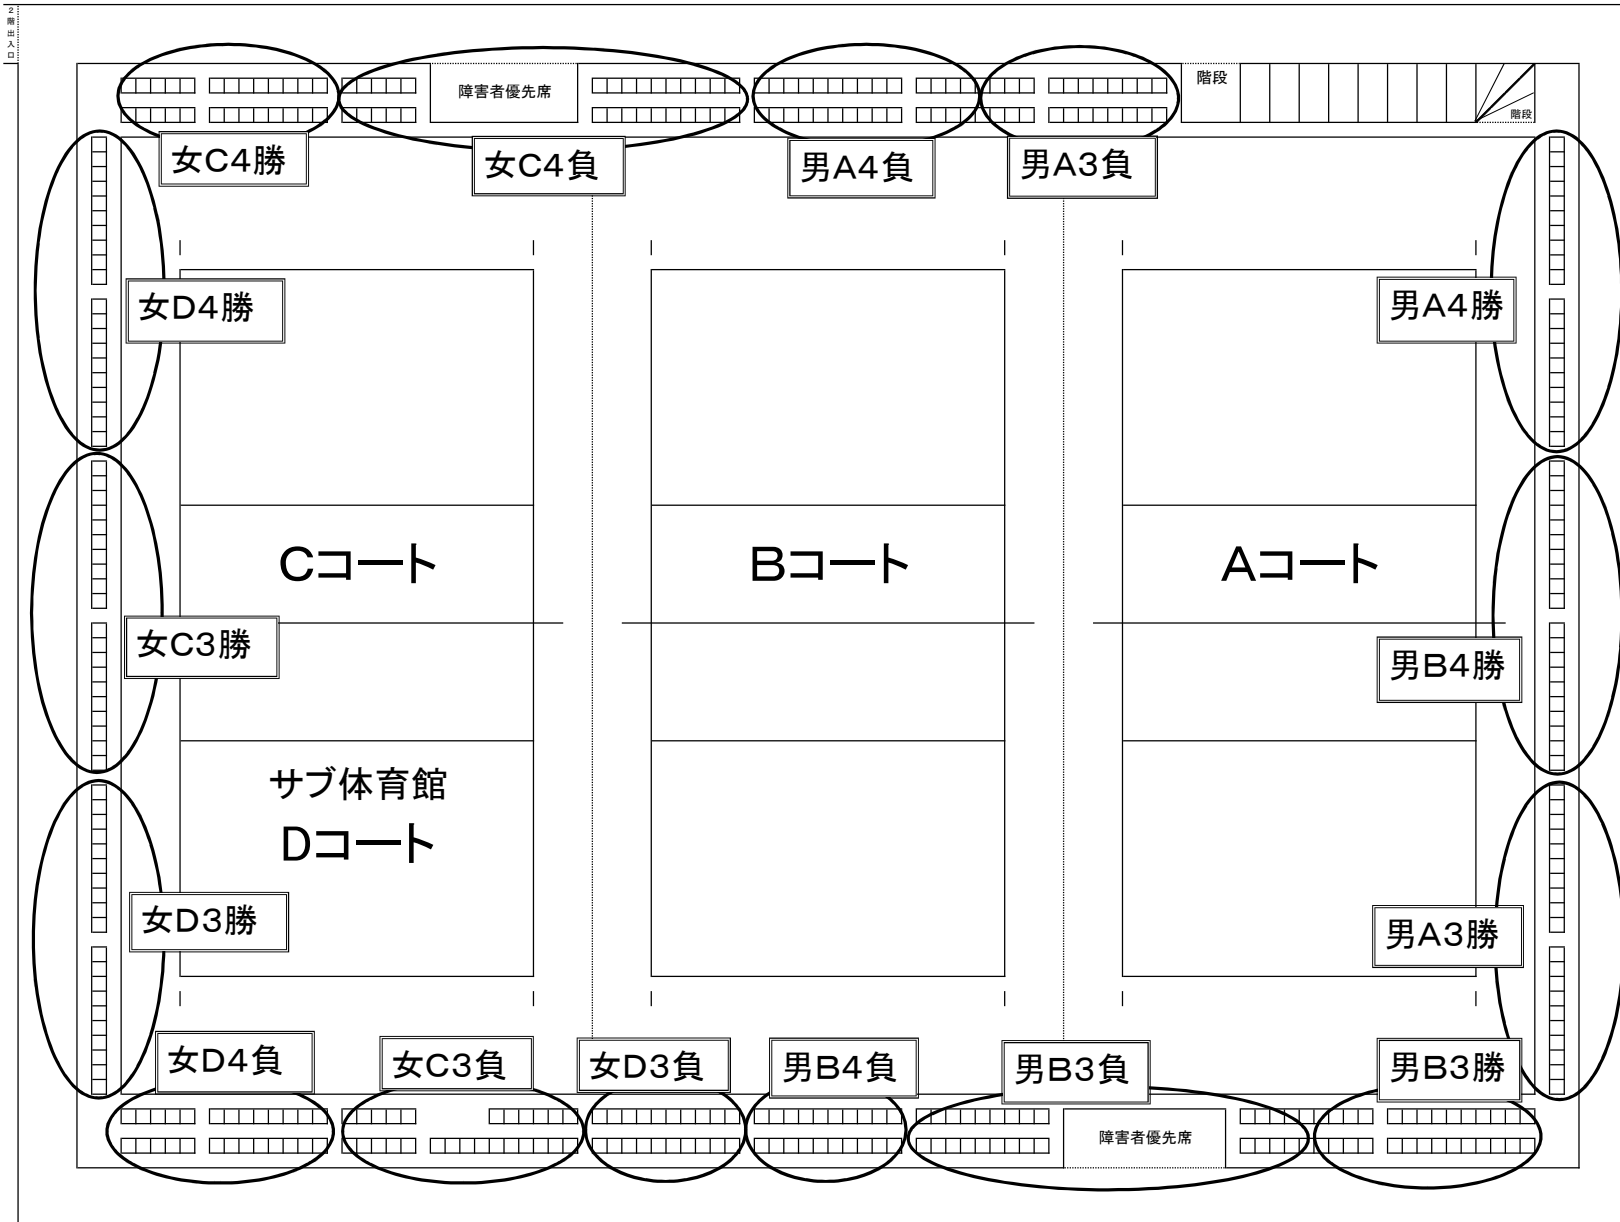 2階出入口
障害者優先席
階段
階段
女C4勝
女C4負
男A4負
男A3負
女D4勝
男A4勝
Cコート
Bコート
Aコート
女C3勝
男B4勝
サブ体育館
Dコート
女D3勝
男A3勝
女D4負
女C3負
女D3負
男B4負
男B3負
男B3勝
障害者優先席